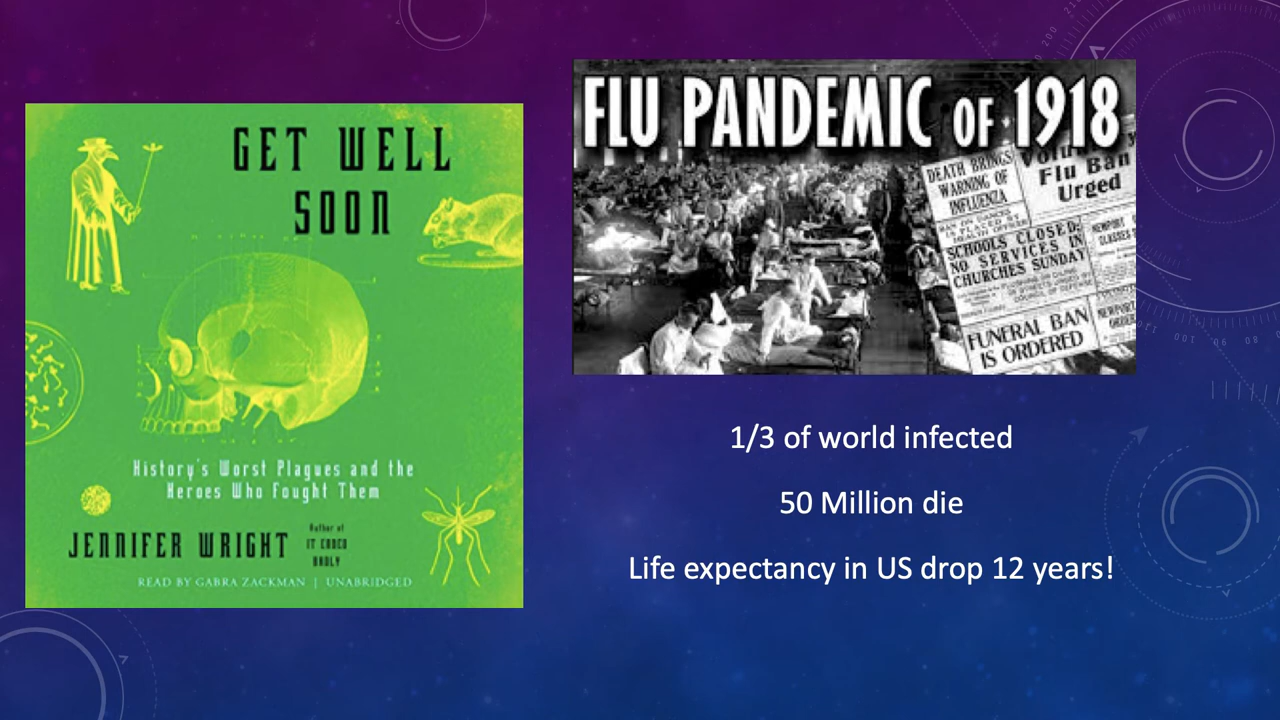 GET WELL
SOON
History's Worst Plagues and the
Heroes Who Fought Them
JENNIFER WRIGHT
Author of
IT ENDED
BADLY
READ BY GABRA ZACKMAN | UNABRIDGED
FLU PANDEMIC OF 1918
DEATH BRINGS
WARNING OF
INFLUENZA
Flu Ban
Urged
SCHOOLS CLOSED;
NO SERVICES IN
CHURCHES SUNDAY
FUNERAL BAN
IS ORDERED
1/3 of world infected
50 Million die
Life expectancy in US drop 12 years!